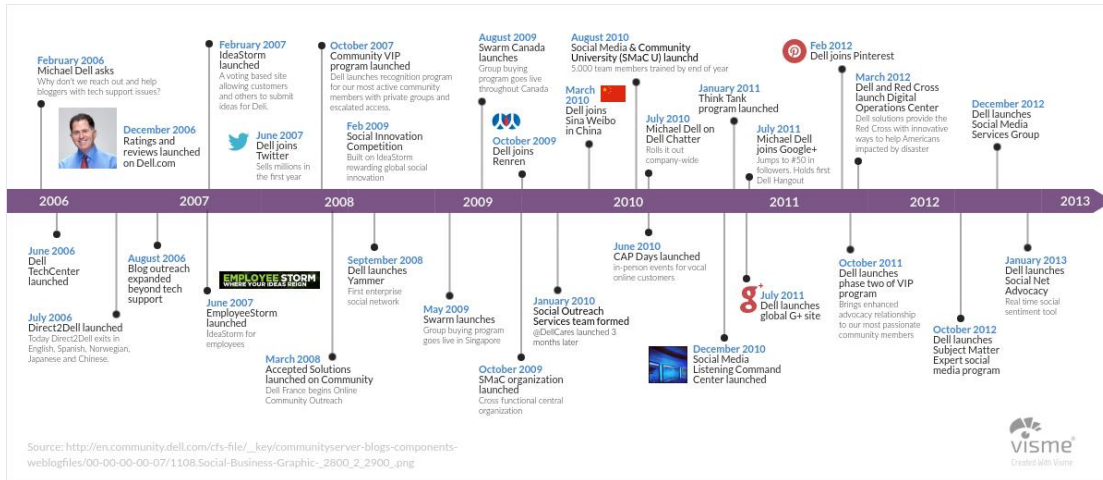 February 2006
Michael Dell asks
Why don't we reach out and help
bloggers with tech support issues?
December 2006
Ratings and
reviews launched
on Dell.com
February 2007
IdeaStorm
launched
A voting based site
allowing customers
and others to submit
ideas for Dell.
June 2007
Dell joins
Twitter
Sells millions in
the first year
October 2007
Community VIP
program launched
Dell launches recognition program
for our most active community
members with private groups and
escalated access.
Feb 2009
Social Innovation
Competition
Built on IdeaStorm
rewarding global social
innovation
August 2009
Swarm Canada
launches
Group buying
program goes live
throughout Canada
October 2009
Dell joins
Renren
August 2010
Social Media & Community
University (SMaC U) launchd
5,000 team members trained by end of year
March
2010
Dell joins
Sina Weibo
in China
July 2010
Michael Dell on
Dell Chatter
Rolls it out
company-wide
January 2011
Think Tank
program launched
July 2011
Michael Dell
joins Google+
Jumps to #50 in
followers. Holds first
Dell Hangout
Feb 2012
Dell joins Pinterest
March 2012
Dell and Red Cross
launch Digital
Operations Center
Dell solutions provide the
Red Cross with innovative
ways to help Americans
impacted by disaster
December 2012
Dell launches
Social Media
Services Group
2006 2007 2008 2009 2010 2011 2012 2013
June 2006
Dell
TechCenter
launched
July 2006
Direct2Dell launched
Today Direct2Dell exits in
English, Spanish, Norwegian,
Japanese and Chinese.
August 2006
Blog outreach
expanded
beyond tech
support
EMPLOYEE STORM
WHERE YOUR IDEAS REIGN
June 2007
EmployeeStorm
launched
IdeaStorm for
employees
March 2008
Accepted Solutions
launched on Community
Dell France begins Online
Community Outreach
September 2008
Dell launches
Yammer
First enterprise
social network
May 2009
Swarm launches
Group buying program
goes live in Singapore
October 2009
SMaC organization
launched
Cross functional central
organization
January 2010
Social Outreach
Services team formed
@DellCares launched 3
months later
June 2010
CAP Days launched
in-person events for vocal
online customers
December 2010
Social Media
Listening Command
Center launched
g+
July 2011
Dell launches
global G+ site
October 2011
Dell launches
phase two of VIP
program
Brings enhanced
advocacy relationship
to our most passionate
community members
October 2012
Dell launches
Subject Matter
Expert social
media program
January 2013
Dell launches
Social Net
Advocacy
Real time social
sentiment tool
Source: http://en.community.dell.com/cfs-file/__key/communityserver-blogs-components-
weblogfiles/00-00-00-00-07/1108.Social-Business-Graphic-_2800_2_2900_.png
visme
Created With Visme